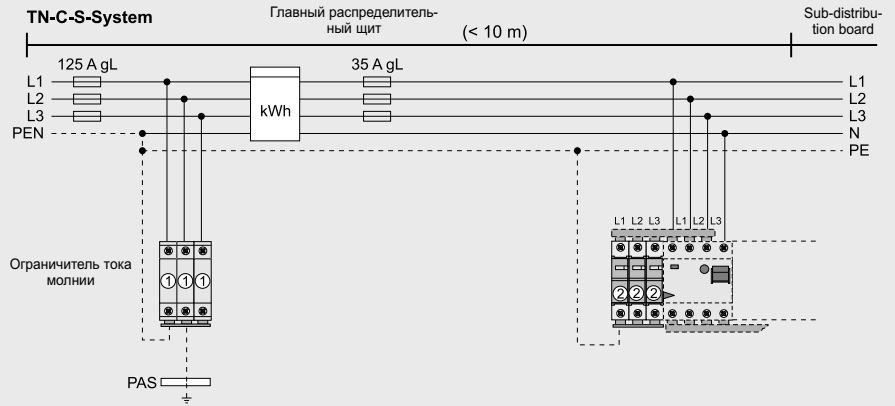 TN-C-S-System
Главный распределитель-
ный щит
(< 10 m)
Sub-distribu-
tion board
125 A gL
35 A gL
L1
L2
L3
PEN
kWh
L1
L2
L3
N
PE
L1 L2 L3 L1 L2 L3
Ограничитель тока
молнии
1 1 1
2 2 2
PAS